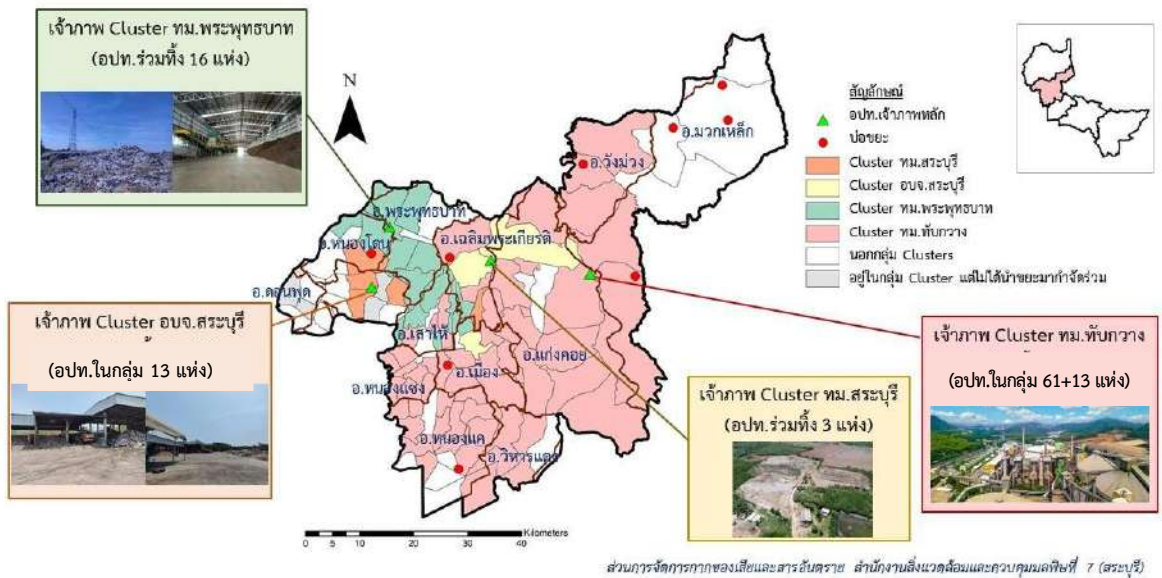 เจ้าภาพ Cluster ทม.พระพุทธบาท
(อปท.ร่วมทิ้ง 16 แห่ง)
N
สัญลักษณ์
อปท.เจ้าภาพหลัก
บ่อขยะ
Cluster ทม.สระบุรี
Cluster อบจ.สระบุรี
Cluster ทม.พระพุทธบาท
Cluster ทม.ทับกวาง
นอกกลุ่ม Clusters
อยู่ในกลุ่ม Cluster แต่ไม่ได้นำขยะมากำจัดร่วม
อ.มวกเหล็ก
อ.วังม่วง
อ.พระพุทธบาท
อ.หนองโดน
อ.เฉลิมพระเกียรติ
อ.ดอนพุด
อ.เสาไห้
อ.แก่งคอย
อ.เมือง
อ.หนองแซง
อ.หนองแค
อ.วิหารแดง
เจ้าภาพ Cluster อบจ.สระบุรี
(อปท.ในกลุ่ม 13 แห่ง)
เจ้าภาพ Cluster ทม.สระบุรี
(อปท.ร่วมทิ้ง 3 แห่ง)
เจ้าภาพ Cluster ทม.ทับกวาง
(อปท.ในกลุ่ม 61+13 แห่ง)
Kilometers
0 5 10 20 30 40
ส่วนการจัดการกากของเสียและสารอันตราย สำนักงานสิ่งแวดล้อมและควบคุมมลพิษที่ 7 (สระบุรี)